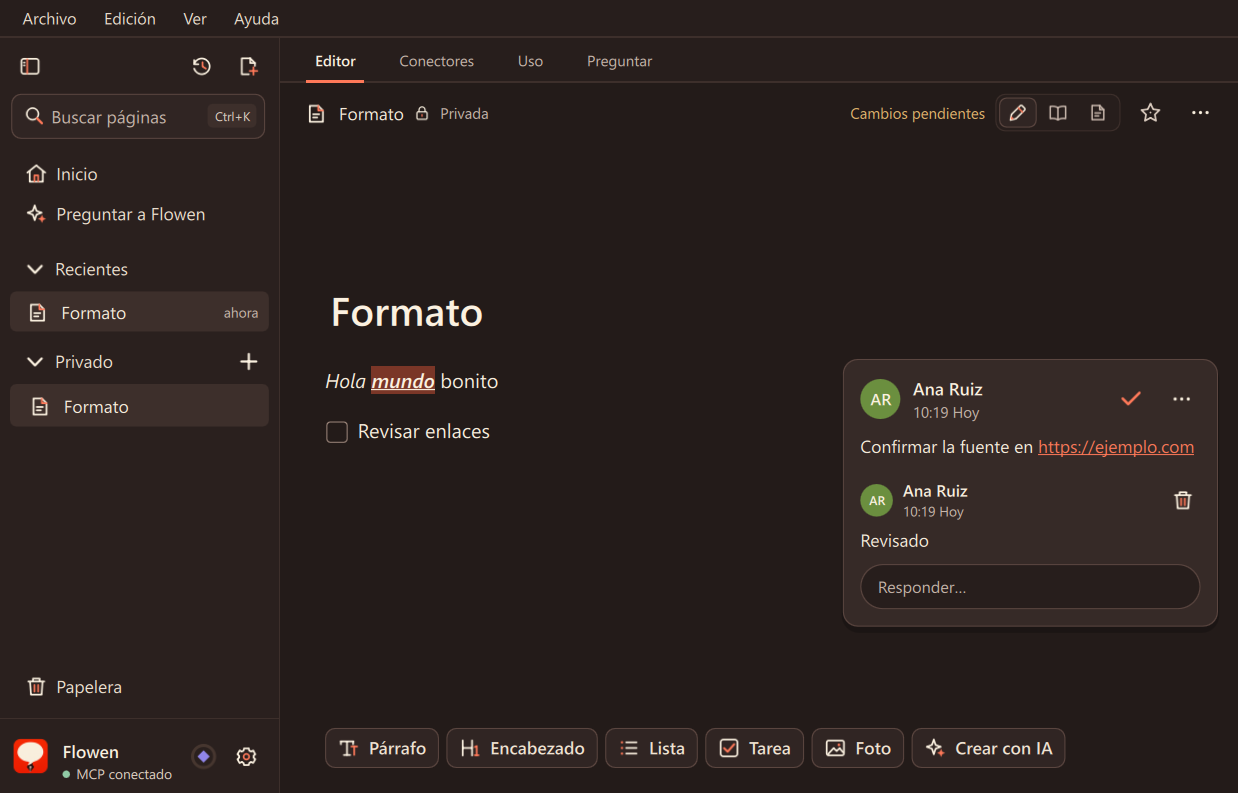 Archivo Edición Ver Ayuda
Buscar páginas Ctrl+K
Inicio
Preguntar a Flowen
Recientes
Formato ahora
Privado
Formato
Papelera
Flowen
MCP conectado
Editor Conectores Uso Preguntar
Formato Privada Cambios pendientes
Formato
Hola mundo bonito
Revisar enlaces
AR Ana Ruiz
10:19 Hoy
Confirmar la fuente en https://ejemplo.com
AR Ana Ruiz
10:19 Hoy
Revisado
Responder...
Párrafo H1 Encabezado Lista Tarea Foto Crear con IA